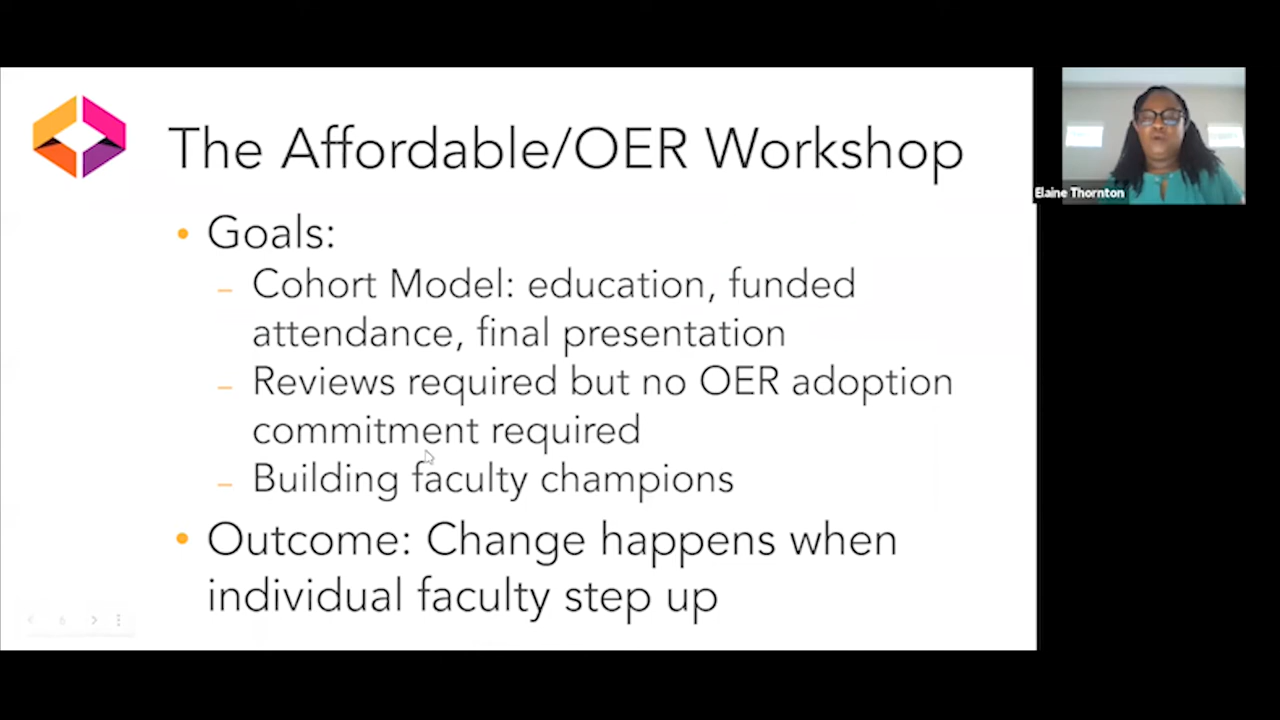 The Affordable/OER Workshop
• Goals:
– Cohort Model: education, funded
attendance, final presentation
– Reviews required but no OER adoption
commitment required
– Building faculty champions
• Outcome: Change happens when
individual faculty step up
6
Elaine Thornton